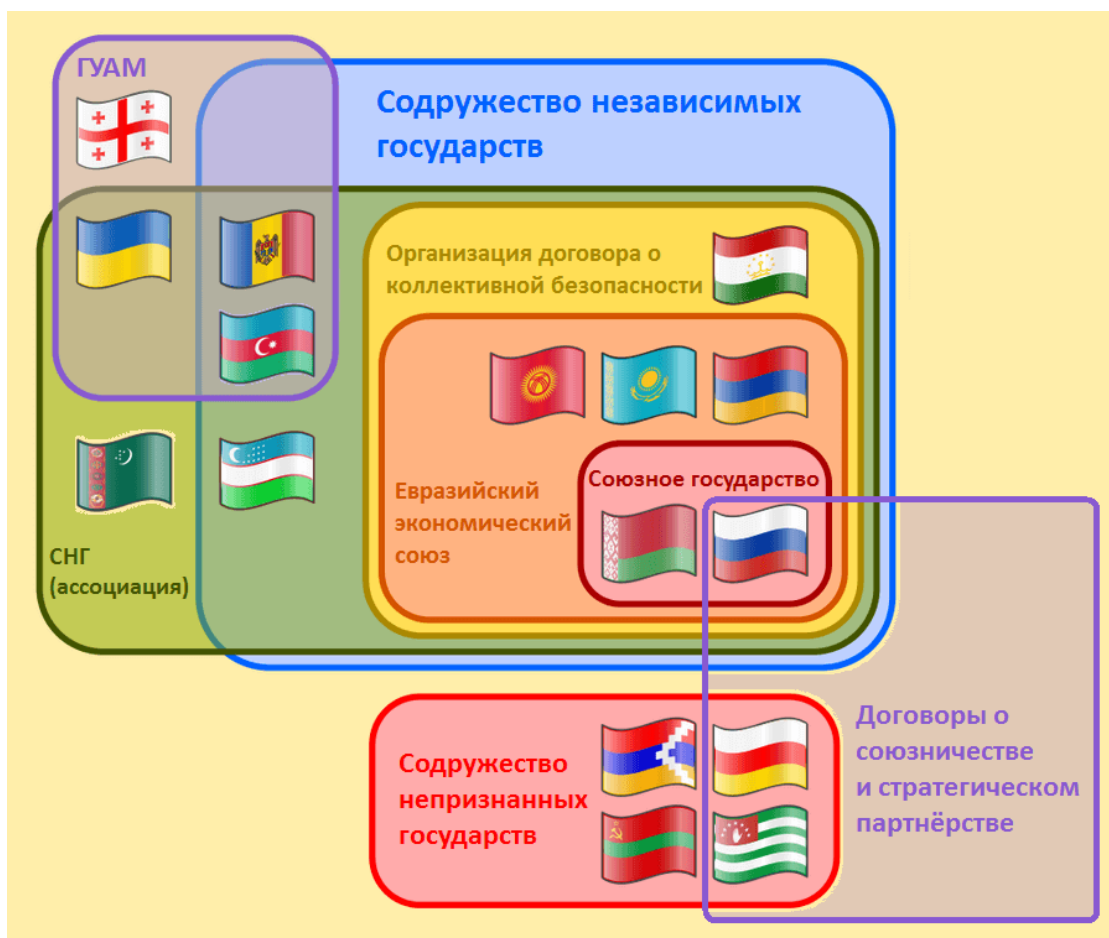 ГУАМ
Содружество независимых
государств
Организация договора о
коллективной безопасности
Союзное государство
Евразийский
экономический
союз
СНГ
(ассоциация)
Содружество
непризнанных
государств
Договоры о
союзничестве
и стратегическом
партнёрстве